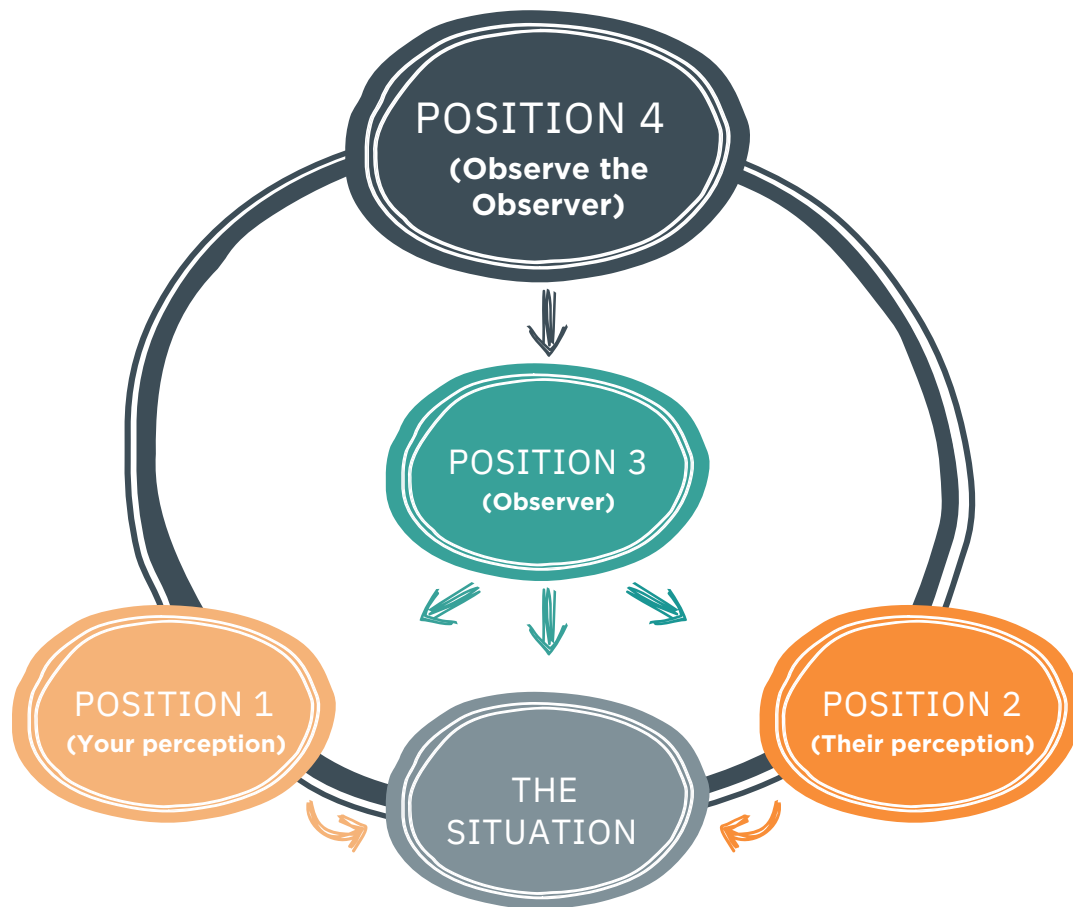 POSITION 4
(Observe the
Observer)
POSITION 3
(Observer)
POSITION 1
(Your perception)
POSITION 2
(Their perception)
THE
SITUATION